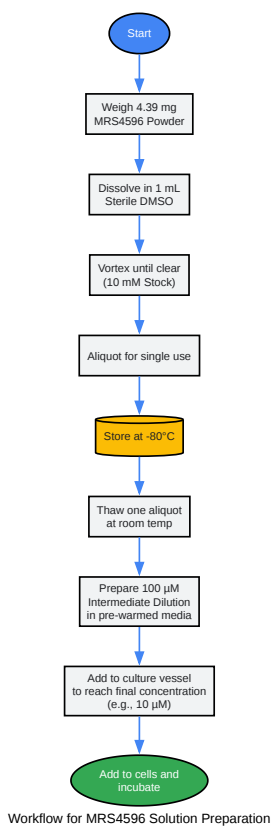 Start
Weigh 4.39 mg
MRS4596 Powder
Dissolve in 1 mL
Sterile DMSO
Vortex until clear
(10 mM Stock)
Aliquot for single use
Store at -80°C
Thaw one aliquot
at room temp
Prepare 100 µM
Intermediate Dilution
in pre-warmed media
Add to culture vessel
to reach final concentration
(e.g., 10 µM)
Add to cells and
incubate
Workflow for MRS4596 Solution Preparation